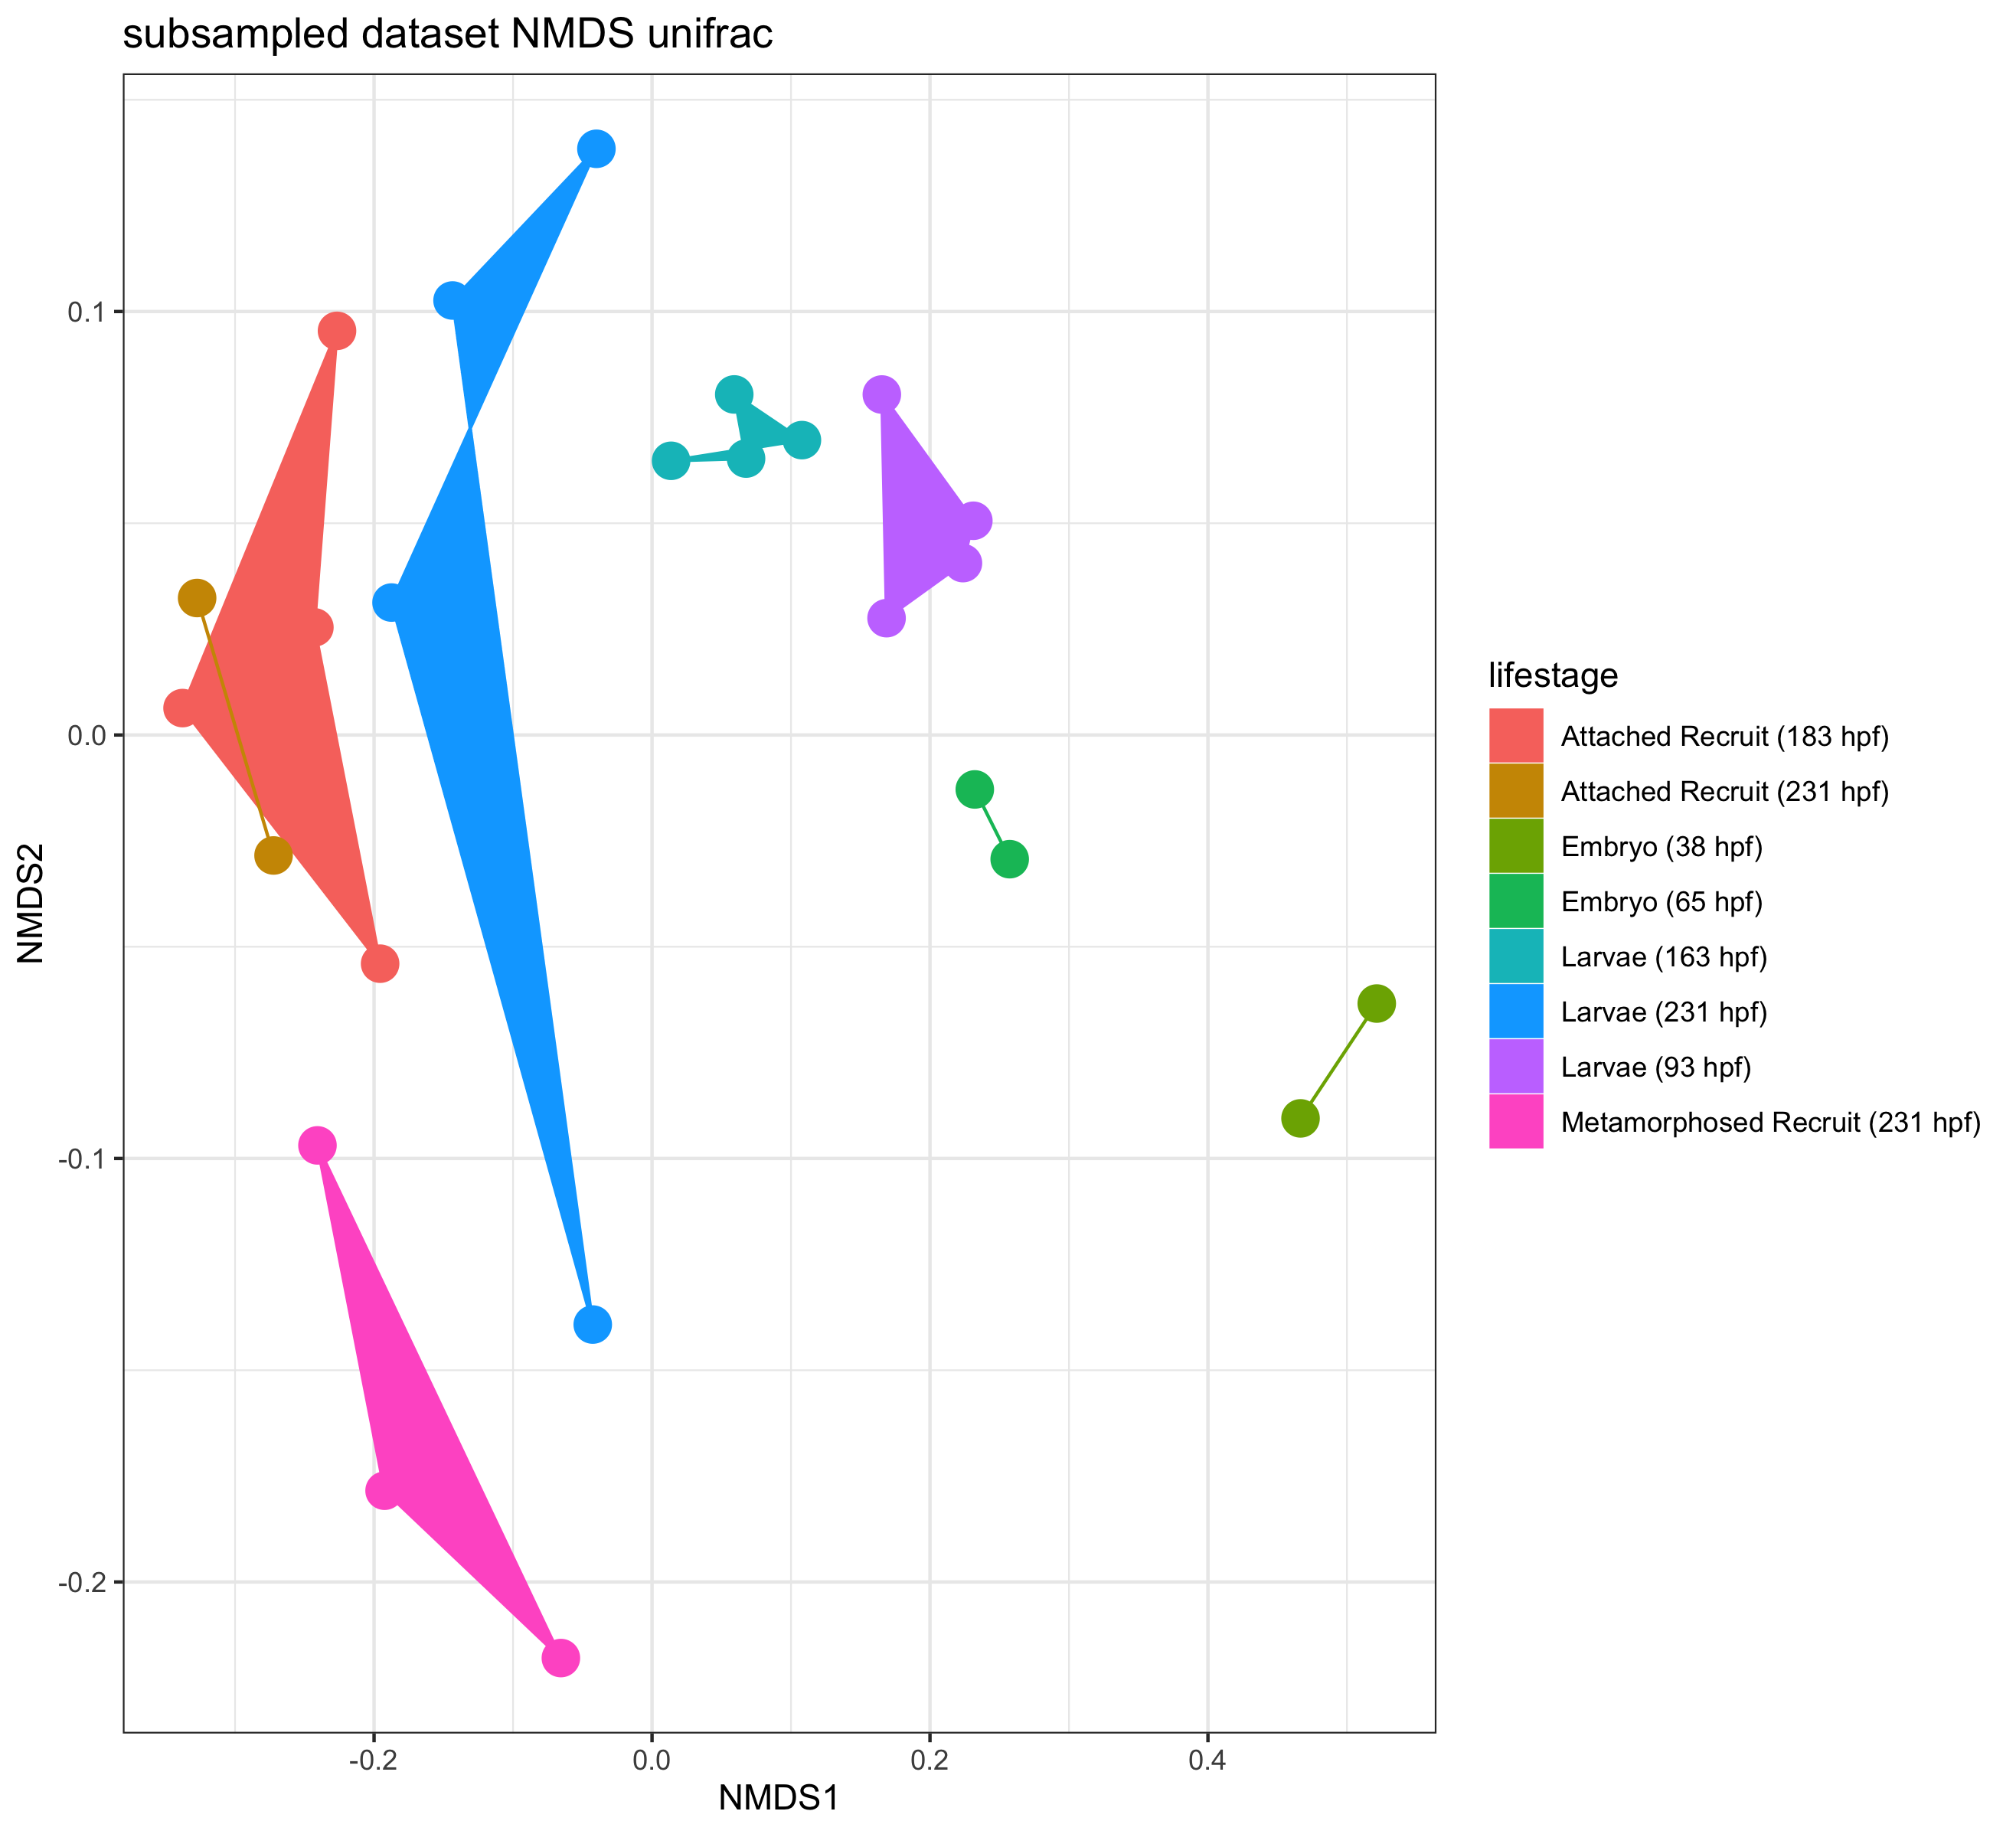 subsampled dataset NMDS unifrac
0.1
0.0
-0.1
-0.2
NMDS2
-0.2
0.0
0.2
0.4
NMDS1
lifestage
Attached Recruit (183 hpf)
Attached Recruit (231 hpf)
Embryo (38 hpf)
Embryo (65 hpf)
Larvae (163 hpf)
Larvae (231 hpf)
Larvae (93 hpf)
Metamorphosed Recruit (231 hpf)